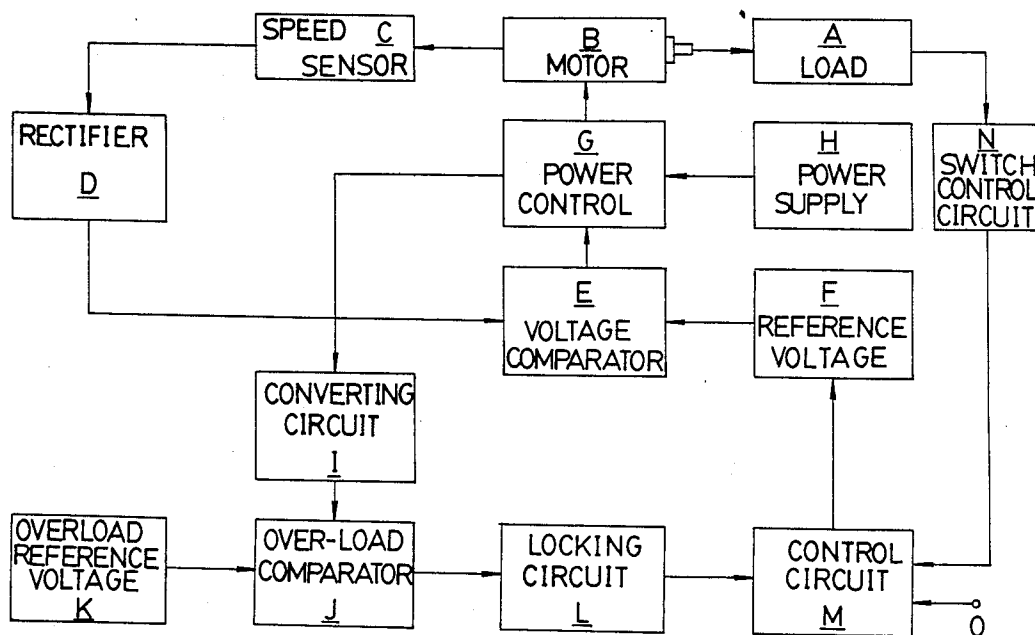 SPEED C
SENSOR
B
MOTOR
A
LOAD
RECTIFIER
D
G
POWER
CONTROL
H
POWER
SUPPLY
N
SWITCH
CONTROL
CIRCUIT
E
VOLTAGE
COMPARATOR
F
REFERENCE
VOLTAGE
CONVERTING
CIRCUIT
I
OVERLOAD
REFERENCE
VOLTAGE
K
OVER-LOAD
COMPARATOR
J
LOCKING
CIRCUIT
L
CONTROL
CIRCUIT
M
O